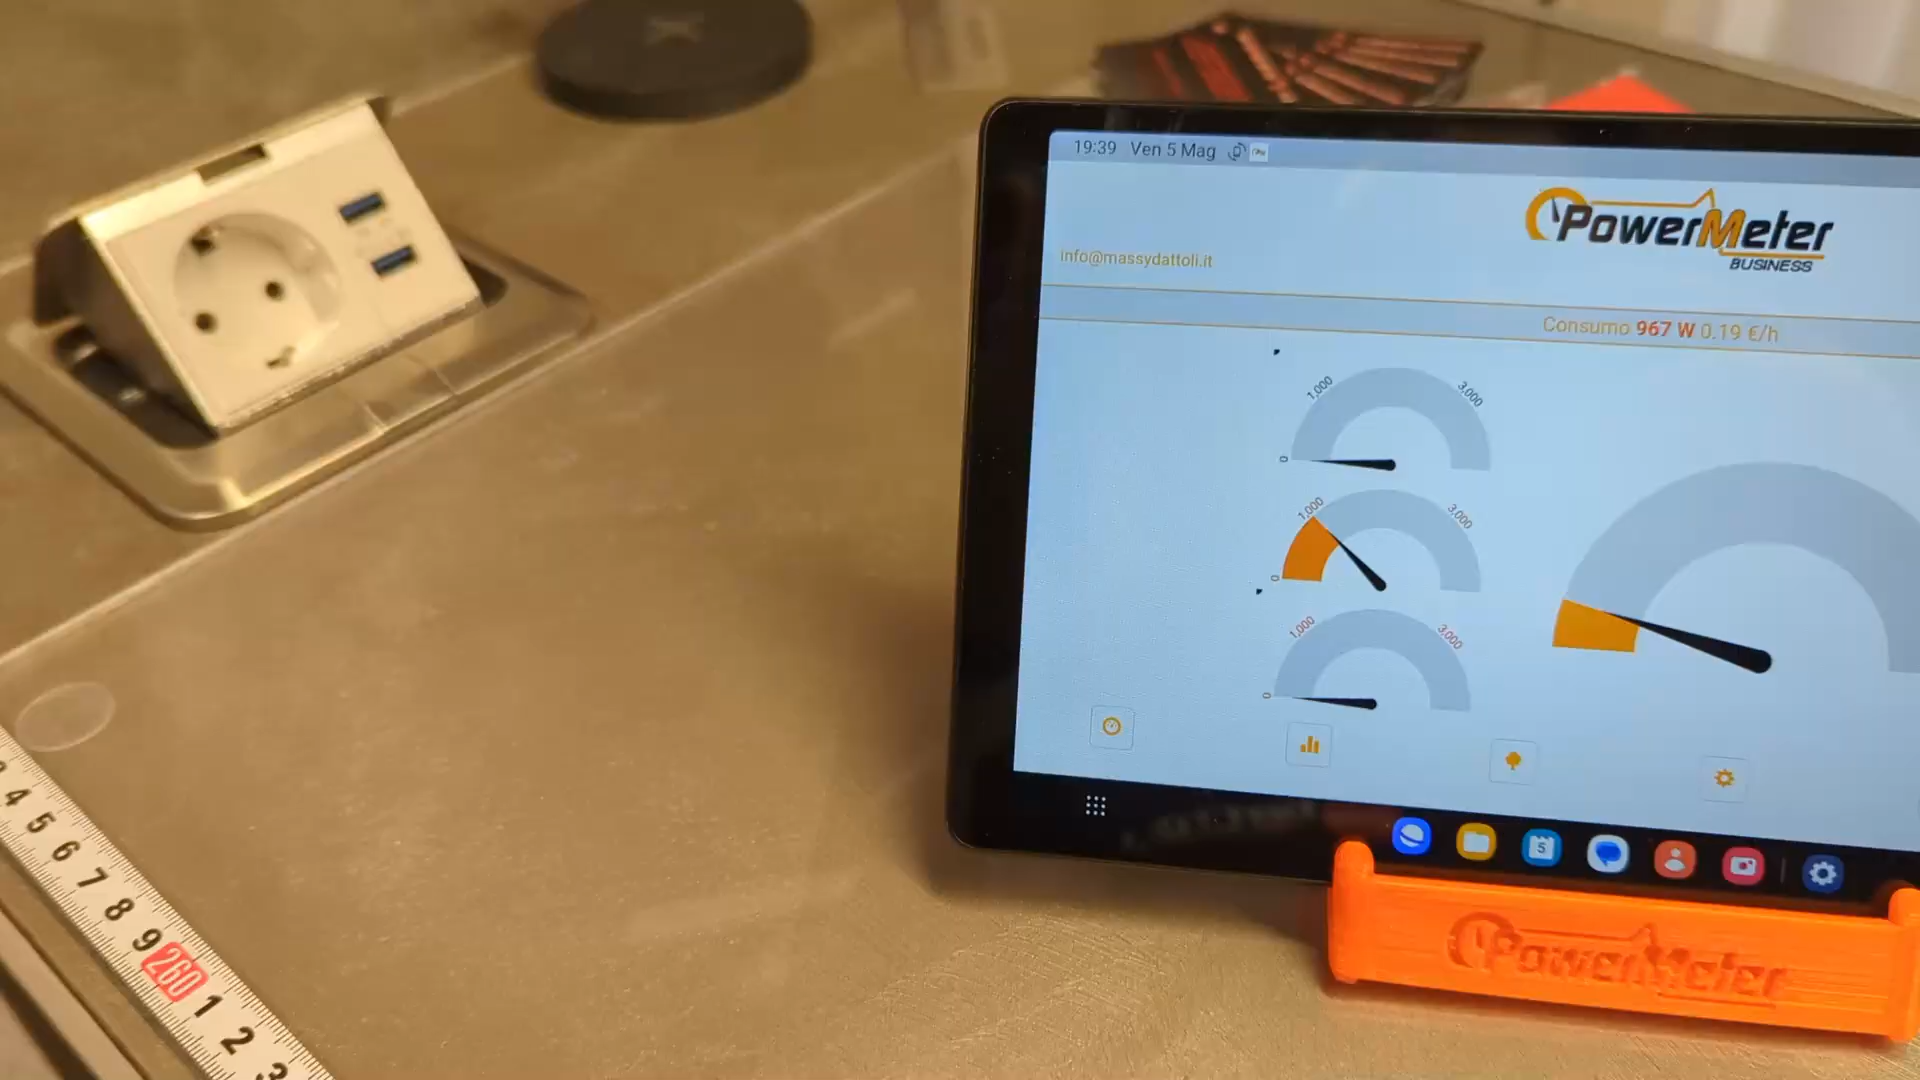 19:39 Ven 5 Mag
PowerMeter
BUSINESS
info@massydattoli.it
Consumo 967 W 0.19 €/h
0 1,000 3,000
0 1,000 3,000
0 1,000 3,000
5
PowerMeter
4 5 6 7 8 9 260 1 2 3